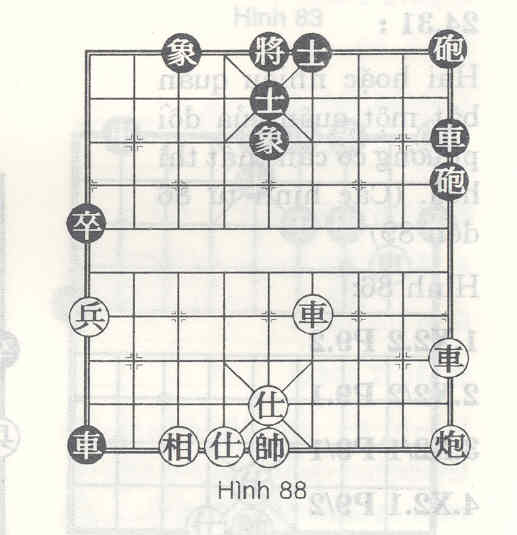 象 將 士 砲
士
象 車
砲
卒
兵 車
車
仕
車 相 仕 帥 炮
Hình 88